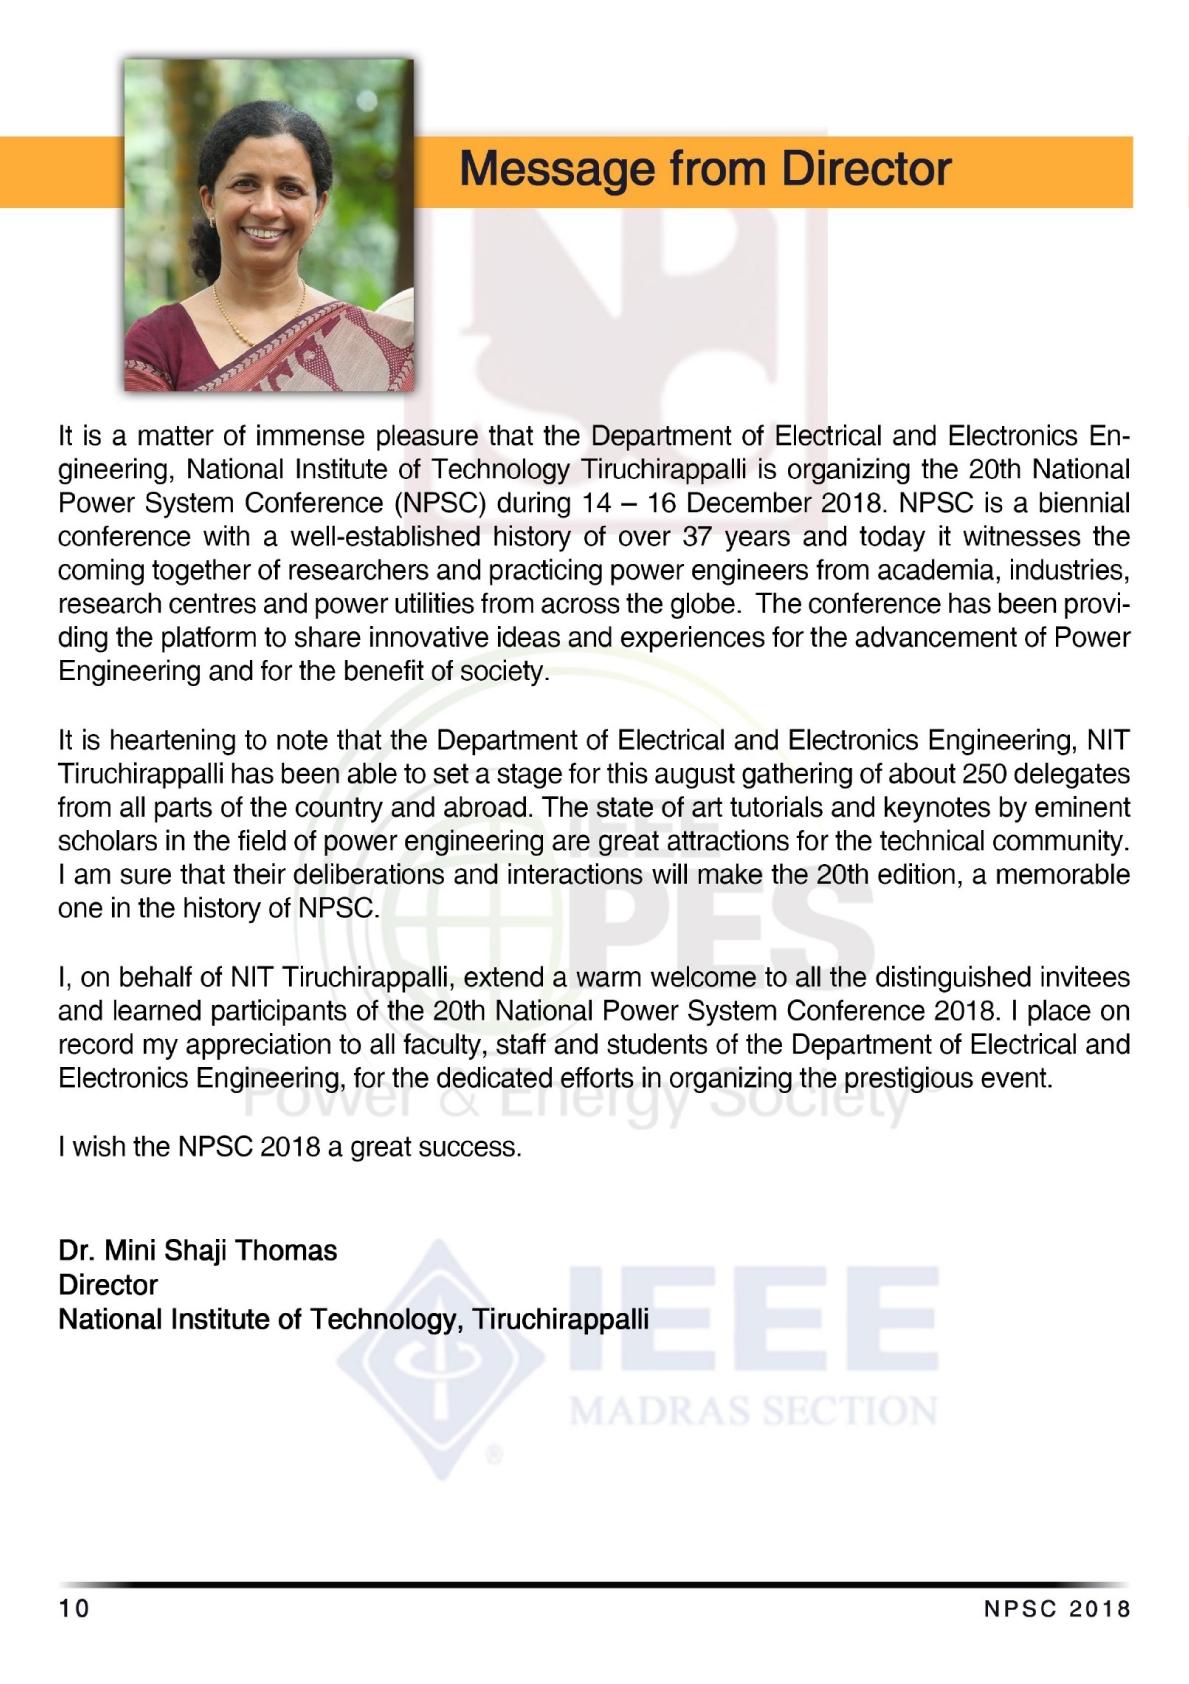 Message from Director
NPSC
It is a matter of immense pleasure that the Department of Electrical and Electronics En-
gineering, National Institute of Technology Tiruchirappalli is organizing the 20th National
Power System Conference (NPSC) during 14 – 16 December 2018. NPSC is a biennial
conference with a well-established history of over 37 years and today it witnesses the
coming together of researchers and practicing power engineers from academia, industries,
research centres and power utilities from across the globe.  The conference has been provi-
ding the platform to share innovative ideas and experiences for the advancement of Power
Engineering and for the benefit of society.
It is heartening to note that the Department of Electrical and Electronics Engineering, NIT
Tiruchirappalli has been able to set a stage for this august gathering of about 250 delegates
from all parts of the country and abroad. The state of art tutorials and keynotes by eminent
scholars in the field of power engineering are great attractions for the technical community.
I am sure that their deliberations and interactions will make the 20th edition, a memorable
one in the history of NPSC.
IEEE
PES
I, on behalf of NIT Tiruchirappalli, extend a warm welcome to all the distinguished invitees
and learned participants of the 20th National Power System Conference 2018. I place on
record my appreciation to all faculty, staff and students of the Department of Electrical and
Electronics Engineering, for the dedicated efforts in organizing the prestigious event.
Power & Energy Society®
I wish the NPSC 2018 a great success.
Dr. Mini Shaji Thomas
Director
National Institute of Technology, Tiruchirappalli
IEEE
MADRAS SECTION
®
10
NPSC 2018